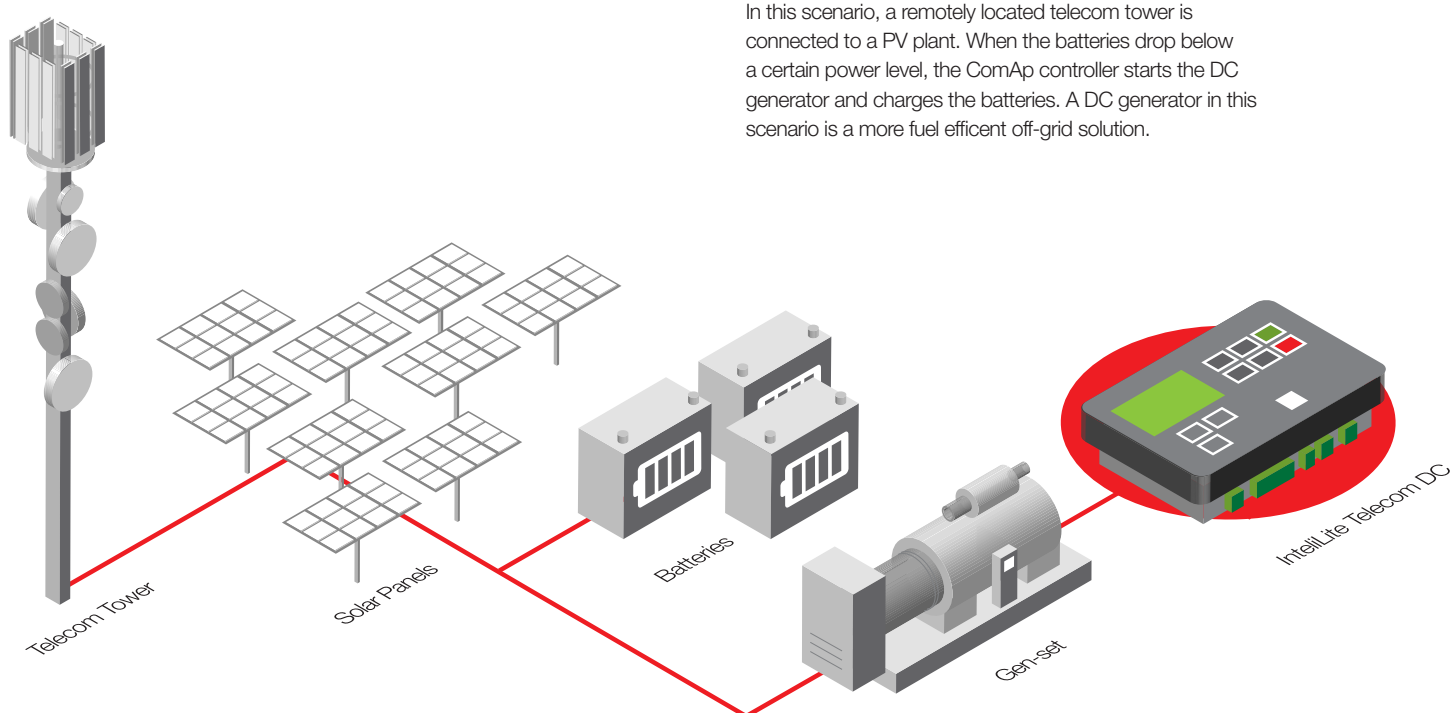 In this scenario, a remotely located telecom tower is
connected to a PV plant. When the batteries drop below
a certain power level, the ComAp controller starts the DC
generator and charges the batteries. A DC generator in this
scenario is a more fuel efficent off-grid solution.
Telecom Tower
Solar Panels
Batteries
Gen-set
InteliLite Telecom DC